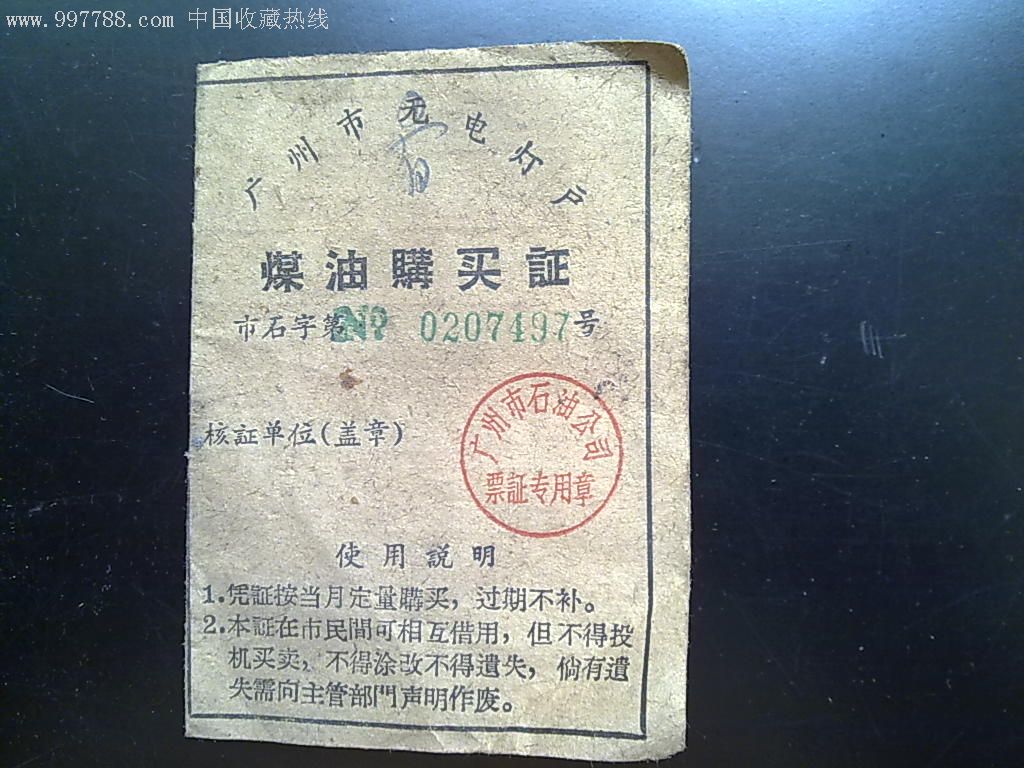 www.997788.com 中国收藏热线
广州市无电灯户
煤油購买証
市石字第№ 0207497号
核証单位(盖章)
广州市石油公司
票証专用章
使用説明
1.凭証按当月定量購买，过期不补。
2.本証在市民間可相互借用，但不得投
机买卖，不得涂改不得遺失，倘有遺
失需向主管部門声明作废。